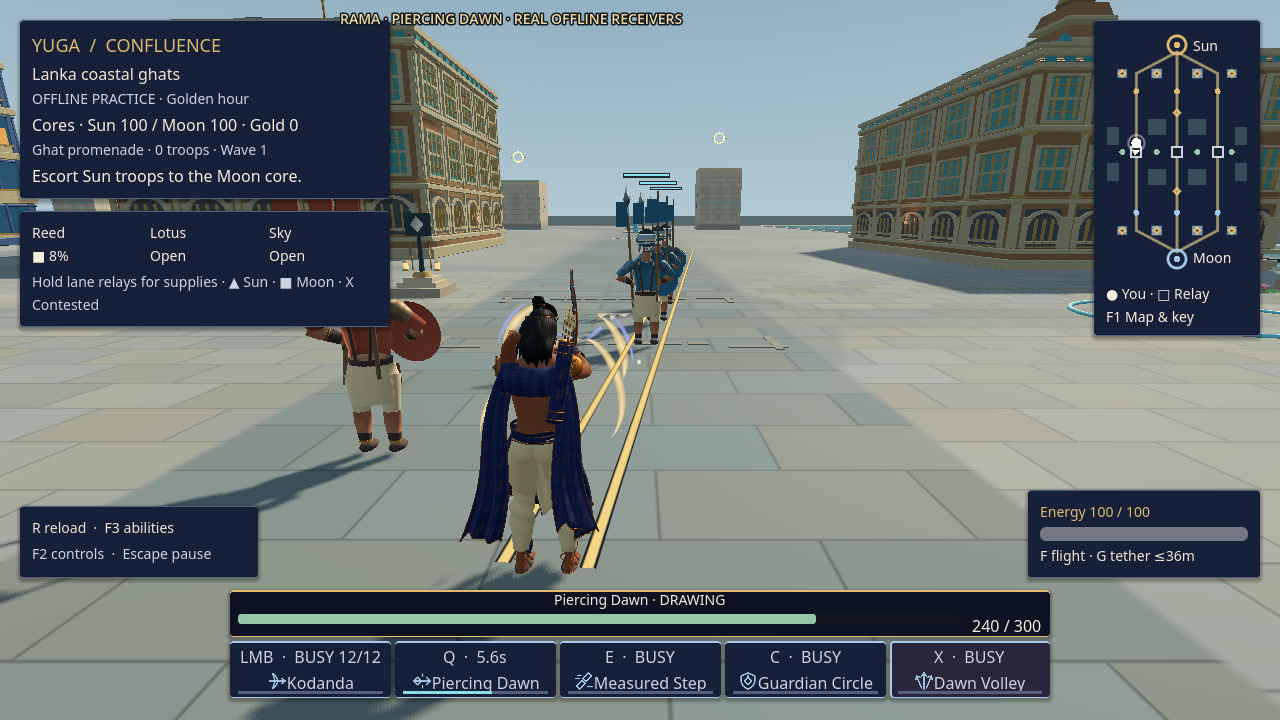 RAMA · PIERCING DAWN · REAL OFFLINE RECEIVERS
YUGA / CONFLUENCE
Lanka coastal ghats
OFFLINE PRACTICE · Golden hour
Cores · Sun 100 / Moon 100 · Gold 0
Ghat promenade · 0 troops · Wave 1
Escort Sun troops to the Moon core.
Reed Lotus Sky
■ 8% Open Open
Hold lane relays for supplies · ▲ Sun · ■ Moon · X
Contested
Sun
Moon
● You · □ Relay
F1 Map & key
R reload · F3 abilities
F2 controls · Escape pause
Energy 100 / 100
F flight · G tether ≤36m
Piercing Dawn · DRAWING
240 / 300
LMB · BUSY 12/12
Kodanda
Q · 5.6s
Piercing Dawn
E · BUSY
Measured Step
C · BUSY
Guardian Circle
X · BUSY
Dawn Volley